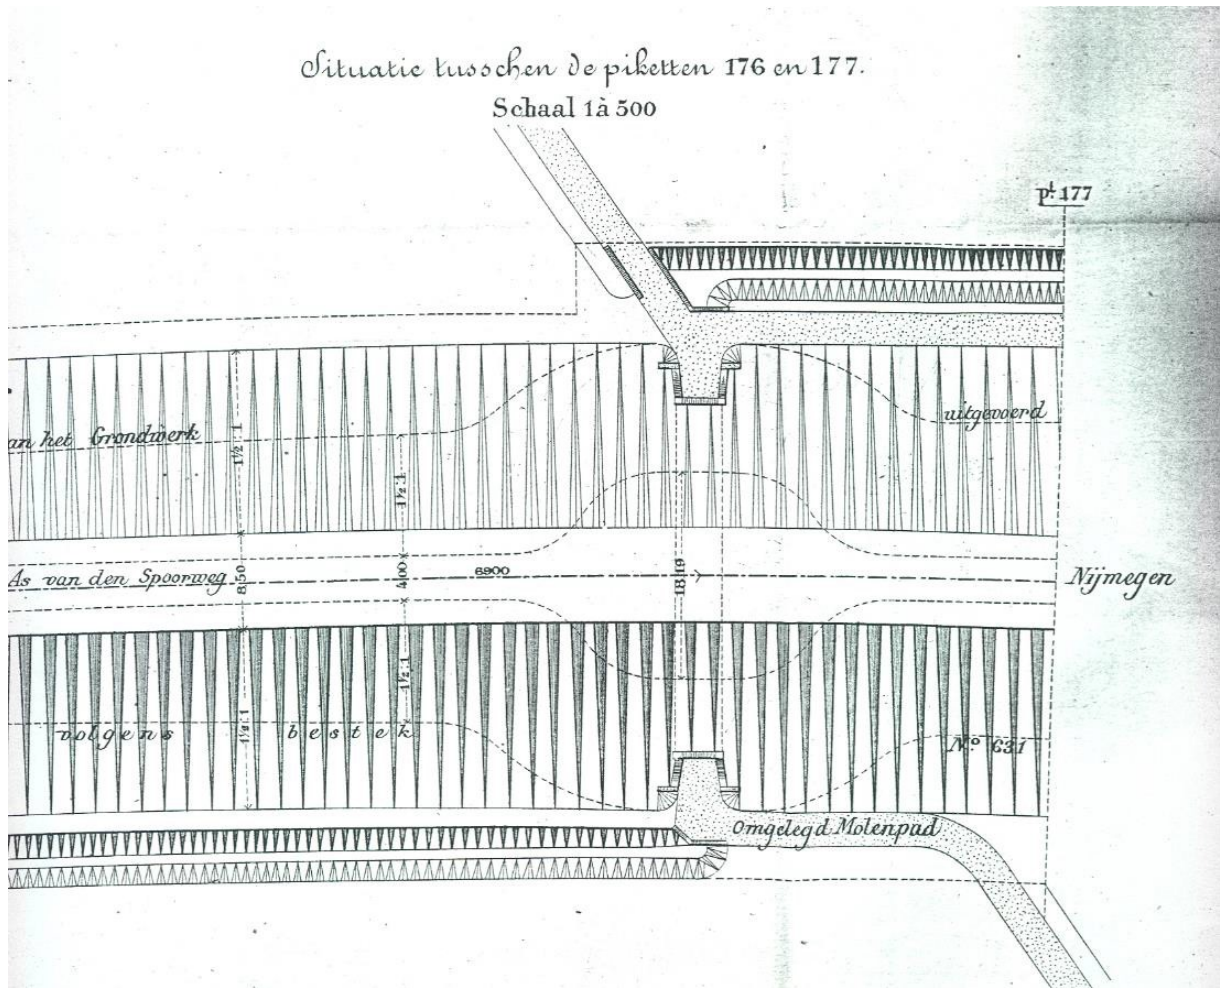 Situatie tusschen de piketten 176 en 177.
Schaal 1 à 500
pt. 177
an het Grondwerk
uitgevoerd
1½:1
1½:1
As van den Spoorweg
8,50
4,00
6900
18,19
Nijmegen
1½:1
1½:1
volgens bestek
No. 631
Omgelegd Molenpad